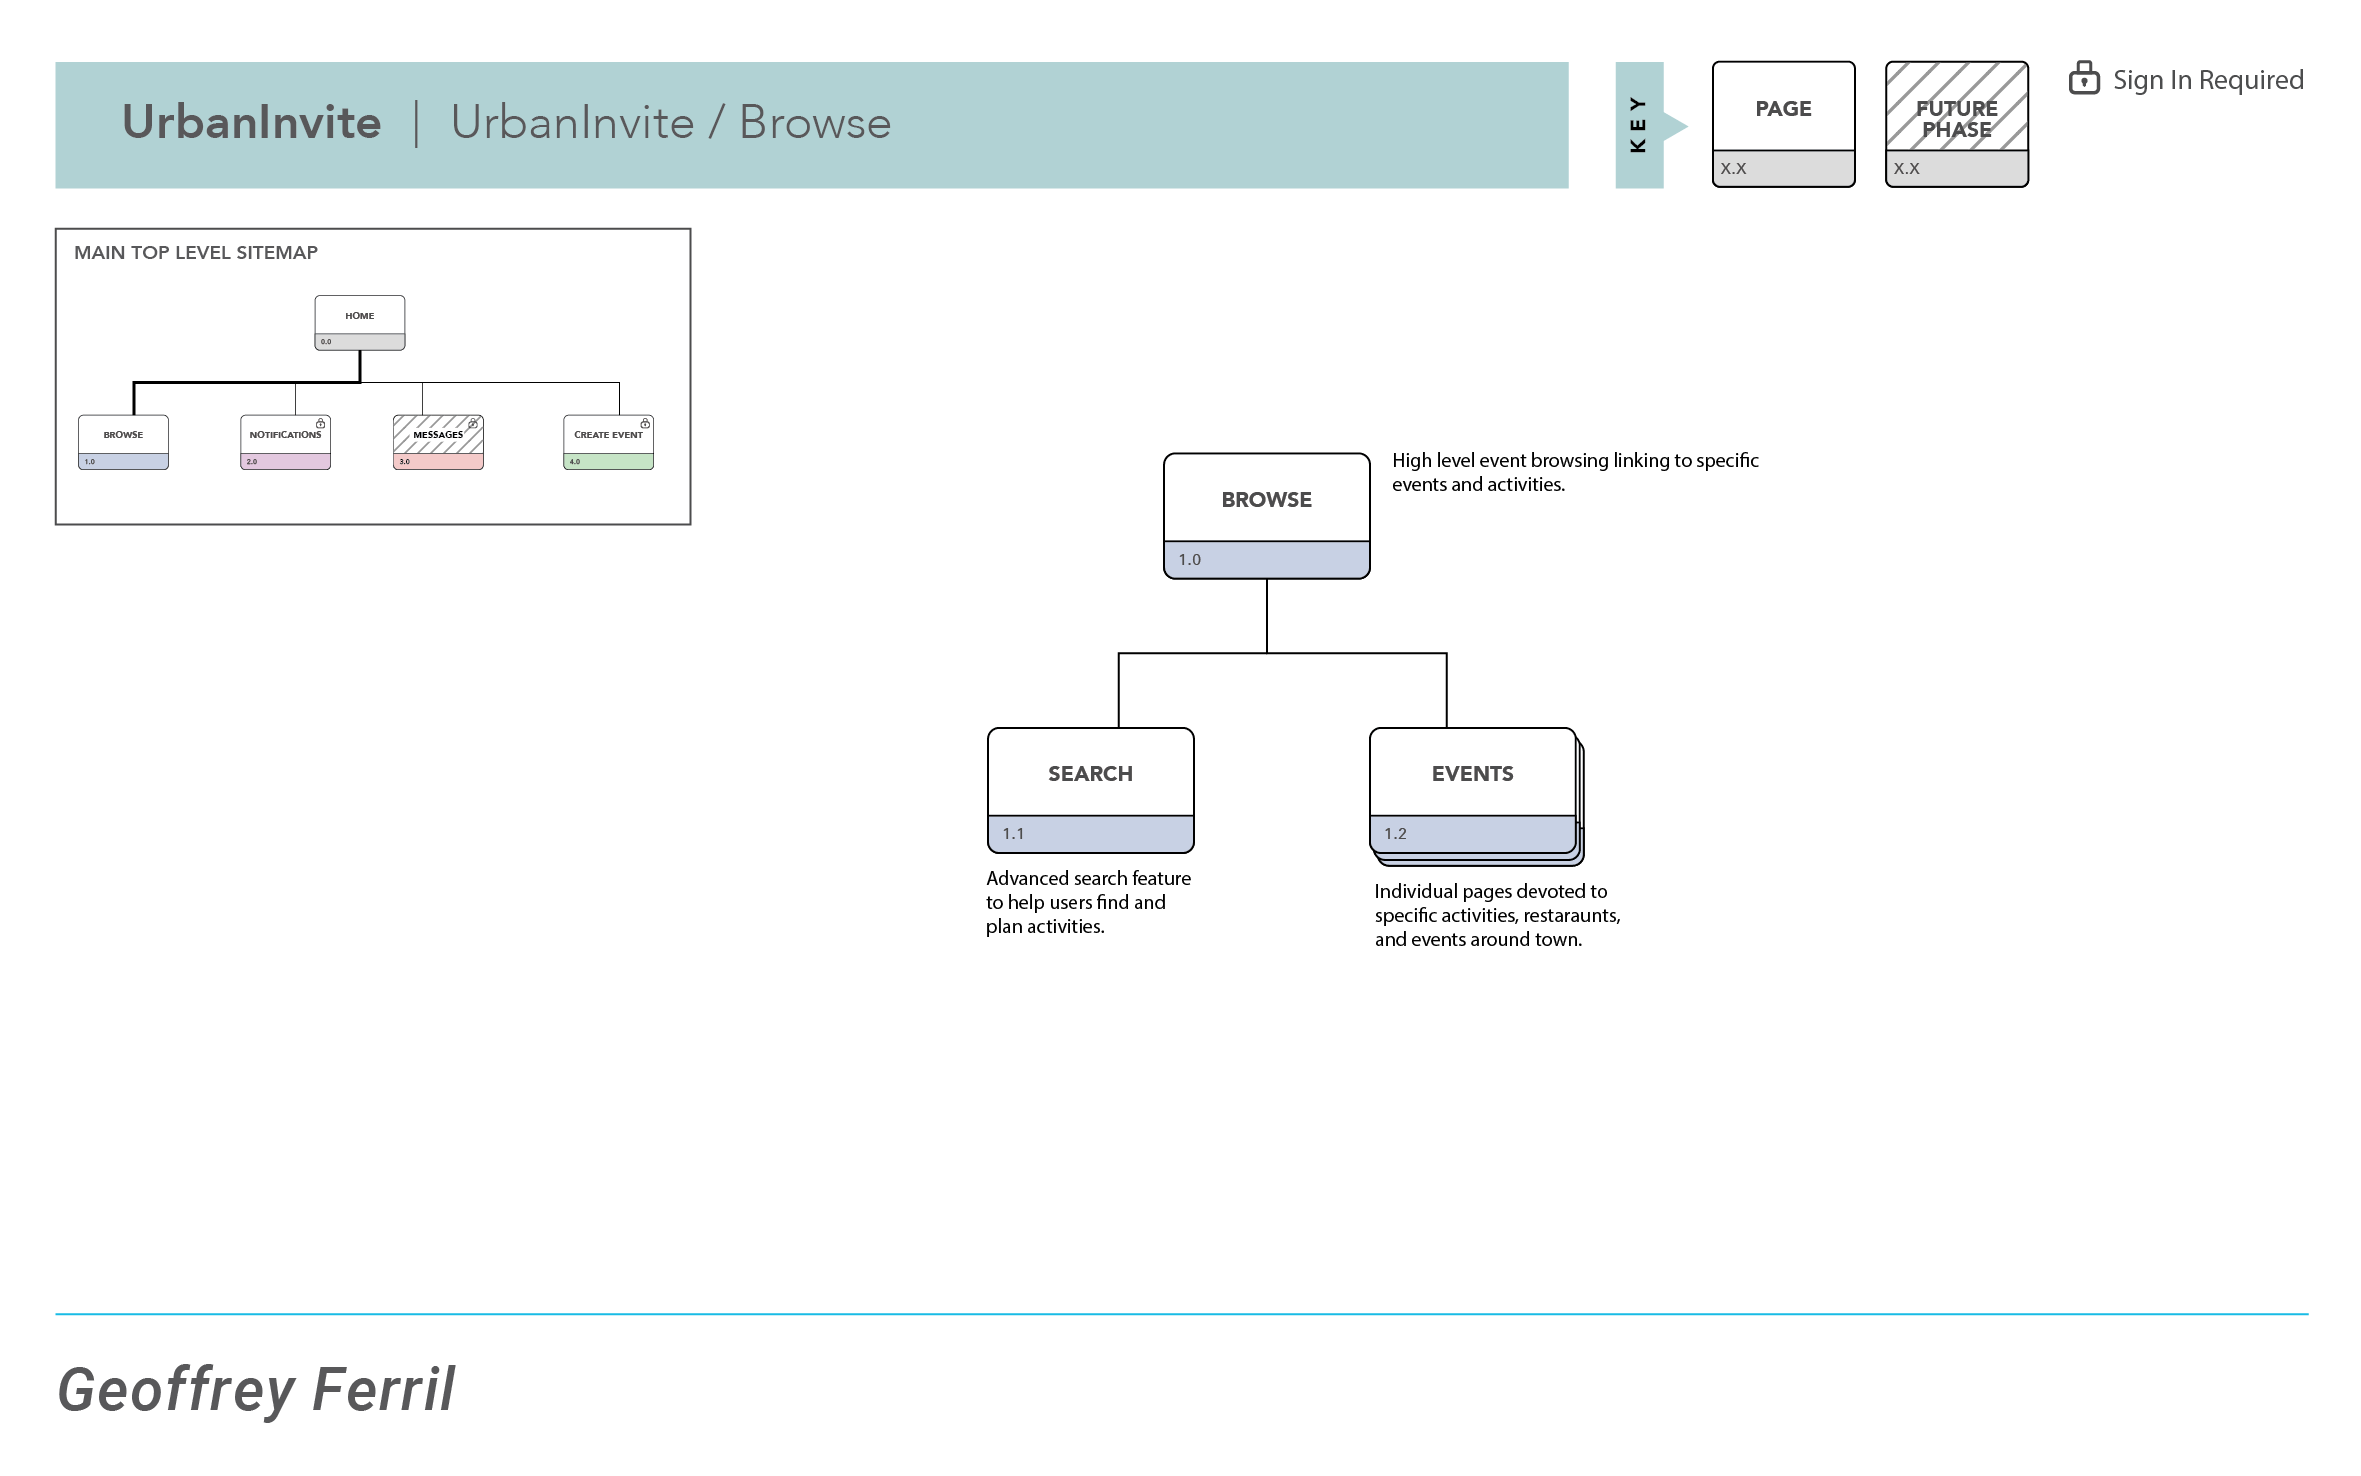 UrbanInvite | UrbanInvite / Browse
KEY
PAGE
X.X
FUTURE
PHASE
X.X
Sign In Required
MAIN TOP LEVEL SITEMAP
HOME
0.0
BROWSE
1.0
NOTIFICATIONS
2.0
MESSAGES
3.0
CREATE EVENT
4.0
BROWSE
1.0
High level event browsing linking to specific
events and activities.
SEARCH
1.1
Advanced search feature
to help users find and
plan activities.
EVENTS
1.2
Individual pages devoted to
specific activities, restaraunts,
and events around town.
Geoffrey Ferril